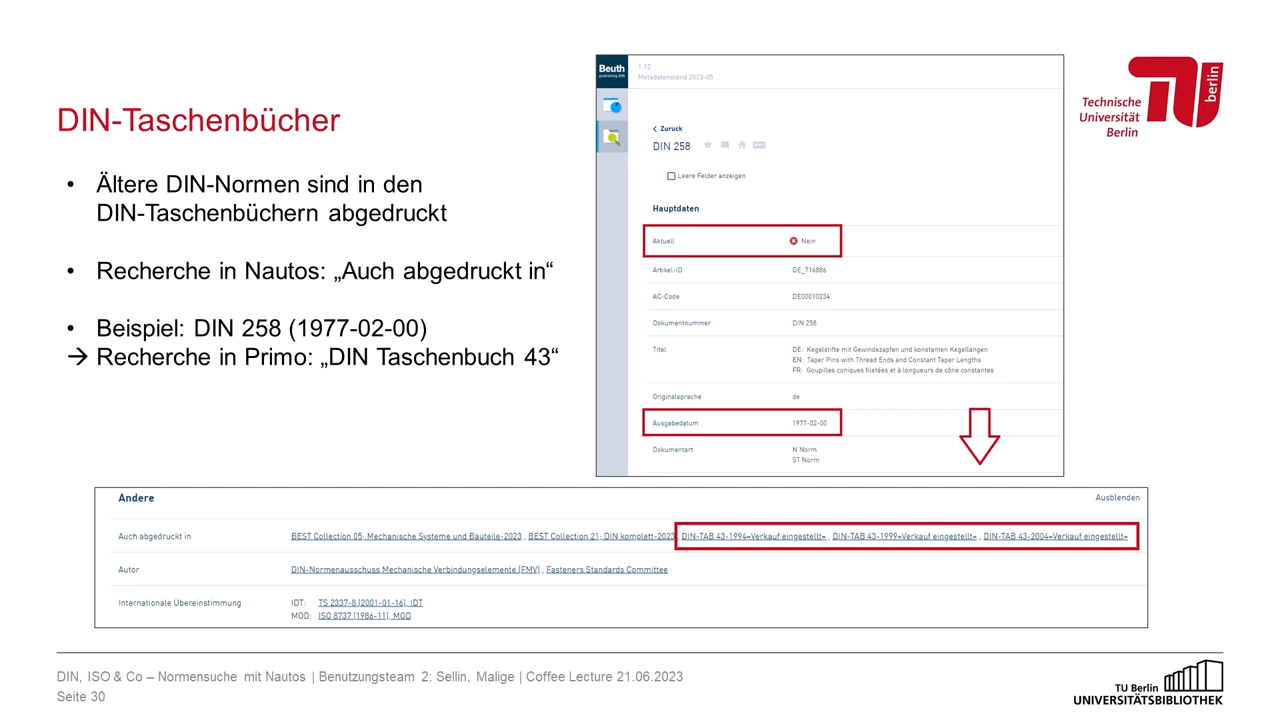 DIN-Taschenbücher
• Ältere DIN-Normen sind in den
DIN-Taschenbüchern abgedruckt
• Recherche in Nautos: „Auch abgedruckt in“
• Beispiel: DIN 258 (1977-02-00)
→ Recherche in Primo: „DIN Taschenbuch 43“
Beuth
publishing DIN
1:12
Metadatenstand 2023-05
Zurück
DIN 258
Leere Felder anzeigen
Hauptdaten
Aktuell Nein
Artikel-ID DE_716886
AC-Code DE00010234
Dokumentnummer DIN 258
Titel DE: Kegelstifte mit Gewindezapfen und konstanten Kegellängen
EN: Taper Pins with Thread Ends and Constant Taper Lengths
FR: Goupilles coniques filetées et à longueurs de cône constantes
Originalsprache de
Ausgabedatum 1977-02-00
Dokumentart N Norm
ST Norm
Technische
Universität
Berlin
berlin
Andere Ausblenden
Auch abgedruckt in BEST Collection 05; Mechanische Systeme und Bauteile-2023 , BEST Collection 21; DIN komplett-2023 , DIN-TAB 43-1994=Verkauf eingestellt= , DIN-TAB 43-1999=Verkauf eingestellt= , DIN-TAB 43-2004=Verkauf eingestellt=
Autor DIN-Normenausschuss Mechanische Verbindungselemente (FMV) , Fasteners Standards Committee
Internationale Übereinstimmung IDT: TS 2337-8 (2001-01-16), IDT
MOD: ISO 8737 (1986-11), MOD
DIN, ISO & Co – Normensuche mit Nautos | Benutzungsteam 2: Sellin, Malige | Coffee Lecture 21.06.2023
Seite 30
TU Berlin
UNIVERSITÄTSBIBLIOTHEK